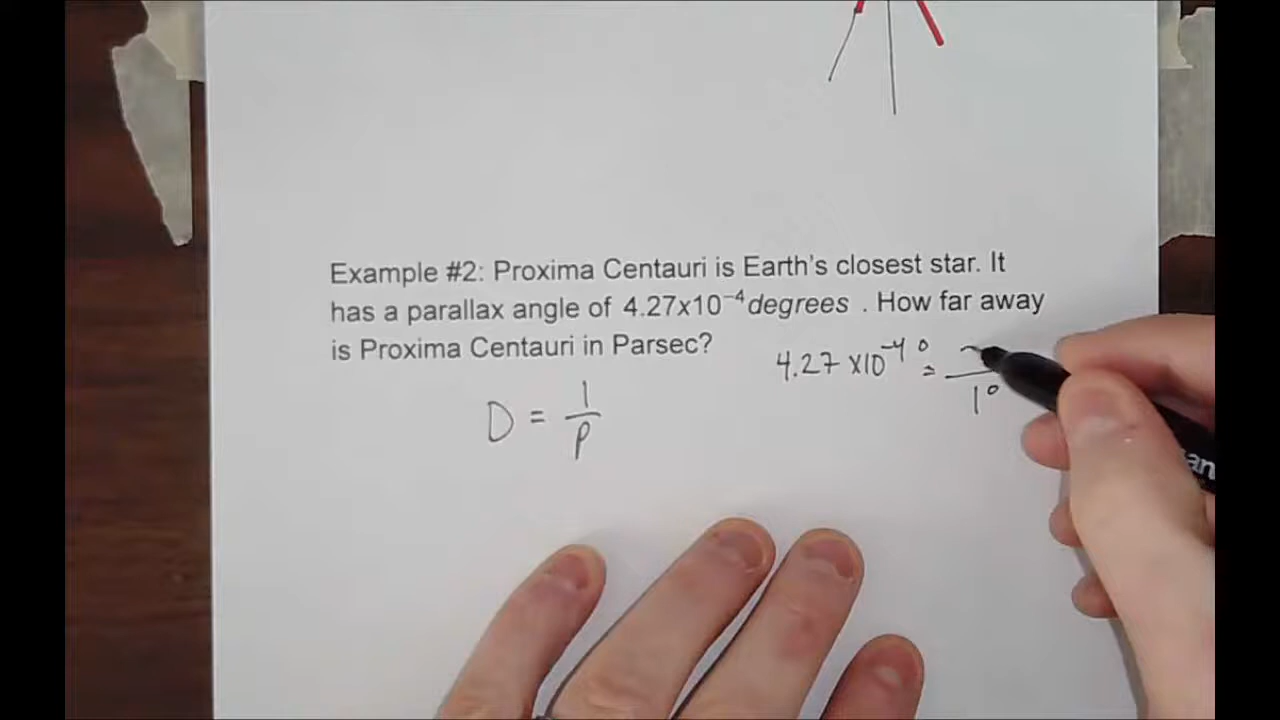 Example #2: Proxima Centauri is Earth's closest star. It
has a parallax angle of 4.27x10⁻⁴ degrees . How far away
is Proxima Centauri in Parsec?
4.27 x10⁻⁴ ° = / 1°
D = 1/P